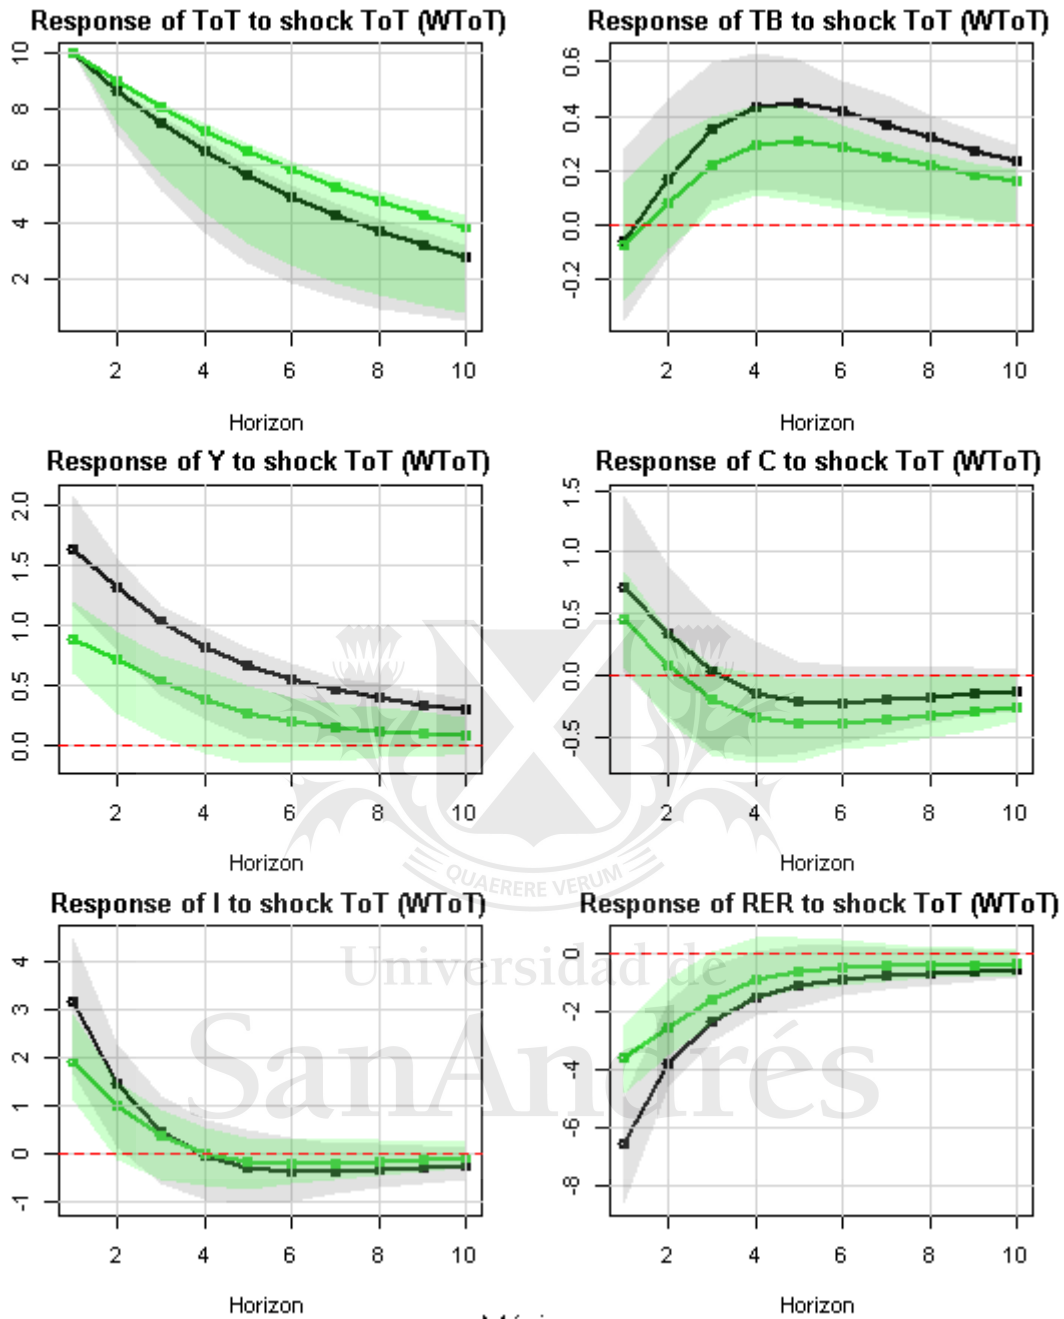 Response of ToT to shock ToT (WToT)
10
8
6
4
2
2 4 6 8 10
Horizon
Response of TB to shock ToT (WToT)
0.6
0.4
0.2
0.0
-0.2
2 4 6 8 10
Horizon
Response of Y to shock ToT (WToT)
2.0
1.5
1.0
0.5
0.0
2 4 6 8 10
Horizon
Response of C to shock ToT (WToT)
1.5
1.0
0.5
0.0
-0.5
2 4 6 8 10
Horizon
Response of I to shock ToT (WToT)
4
3
2
1
0
-1
2 4 6 8 10
Horizon
Response of RER to shock ToT (WToT)
0
-2
-4
-6
-8
2 4 6 8 10
Horizon
QUAERERE VERUM
Universidad de
SanAndrés